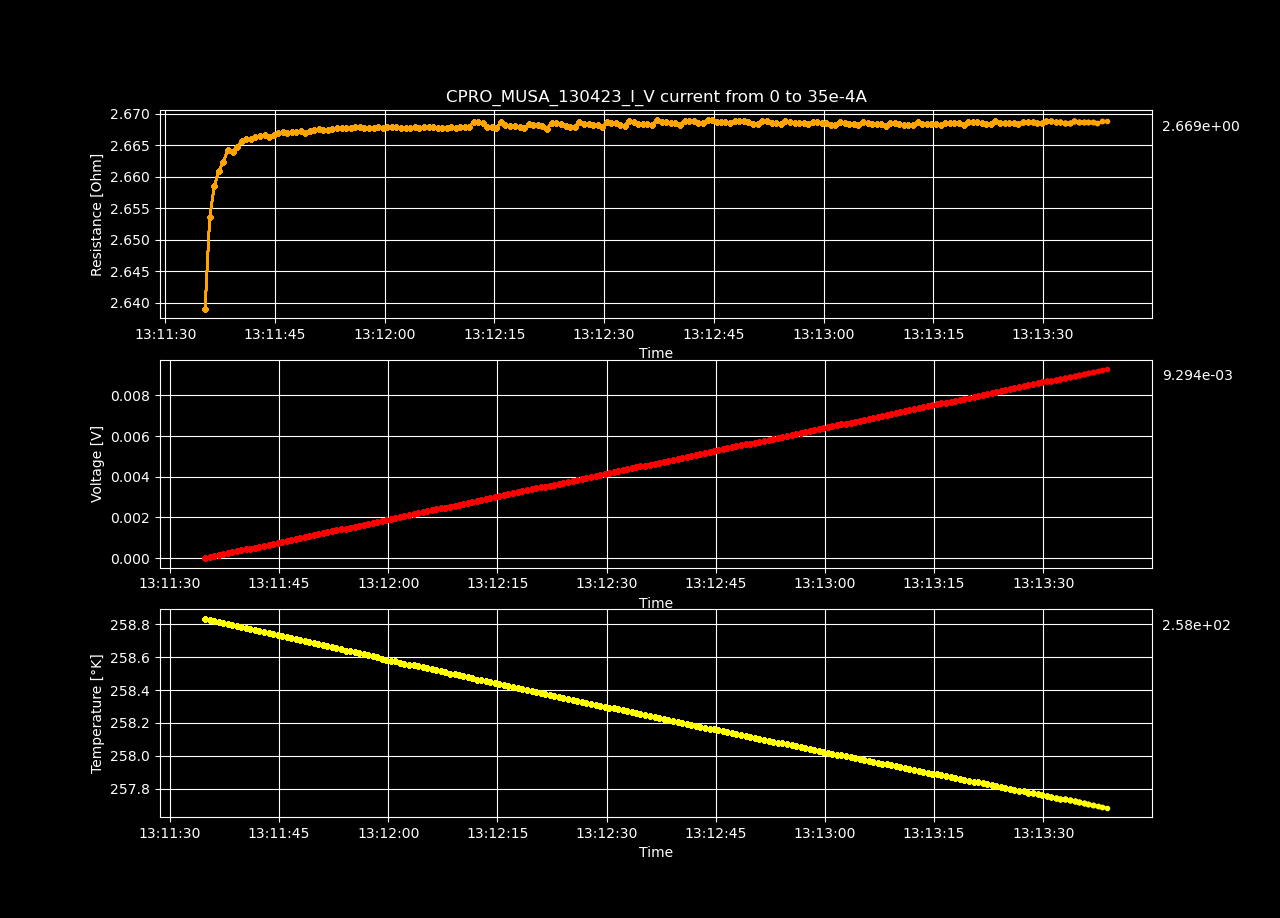 CPRO_MUSA_130423_I_V current from 0 to 35e-4A
2.670
2.665
2.660
2.655
2.650
2.645
2.640
Resistance [Ohm]
2.669e+00
13:11:30 13:11:45 13:12:00 13:12:15 13:12:30 13:12:45 13:13:00 13:13:15 13:13:30
Time
0.008
0.006
0.004
0.002
0.000
Voltage [V]
9.294e-03
13:11:30 13:11:45 13:12:00 13:12:15 13:12:30 13:12:45 13:13:00 13:13:15 13:13:30
Time
258.8
258.6
258.4
258.2
258.0
257.8
Temperature [°K]
2.58e+02
13:11:30 13:11:45 13:12:00 13:12:15 13:12:30 13:12:45 13:13:00 13:13:15 13:13:30
Time